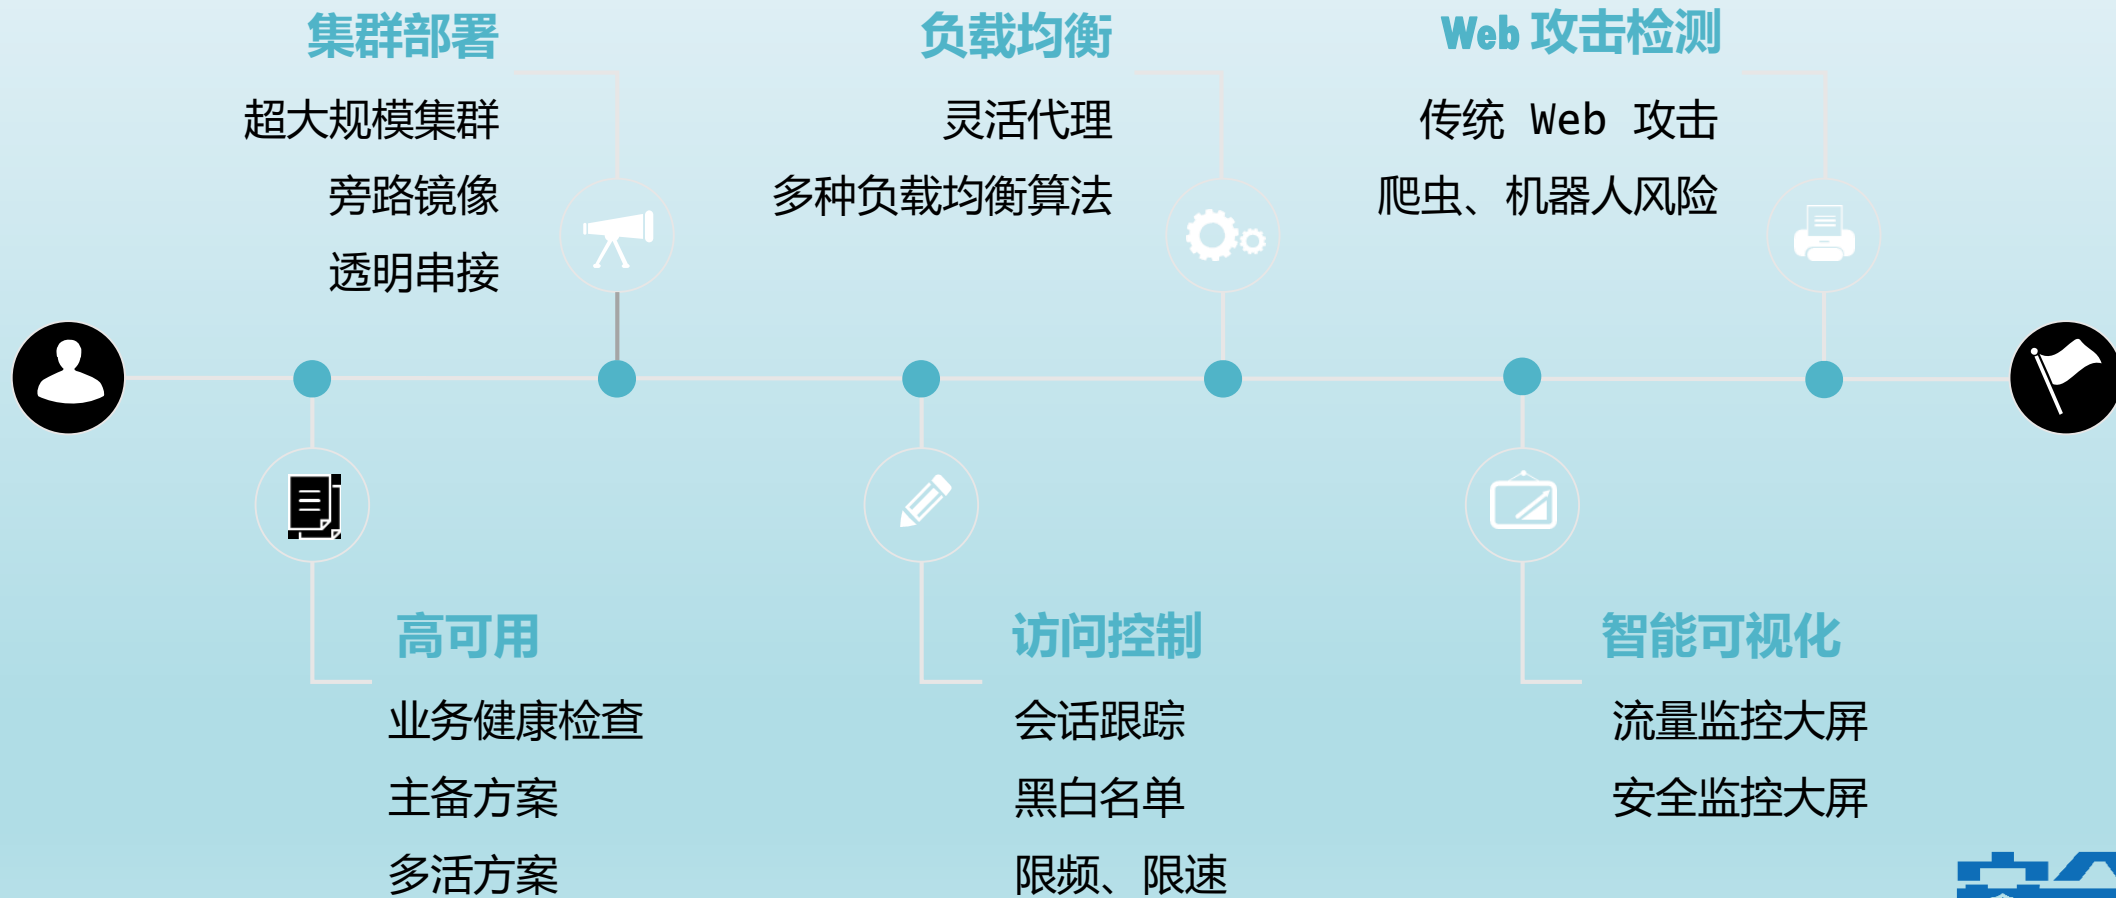 集群部署
超大规模集群
旁路镜像
透明串接
负载均衡
灵活代理
多种负载均衡算法
Web 攻击检测
传统 Web 攻击
爬虫、机器人风险
高可用
业务健康检查
主备方案
多活方案
访问控制
会话跟踪
黑白名单
限频、限速
智能可视化
流量监控大屏
安全监控大屏